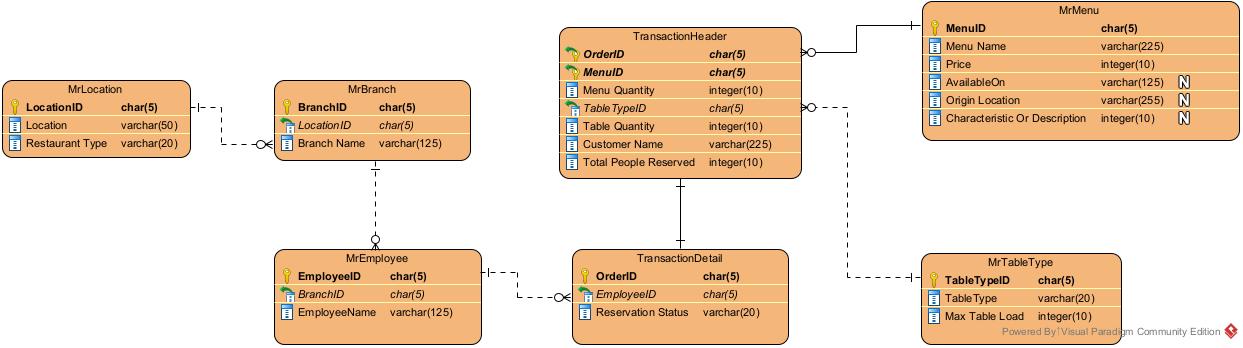 MrLocation
LocationID char(5)
Location varchar(50)
Restaurant Type varchar(20)
MrBranch
BranchID char(5)
LocationID char(5)
Branch Name varchar(125)
TransactionHeader
OrderID char(5)
MenuID char(5)
Menu Quantity integer(10)
TableTypeID char(5)
Table Quantity integer(10)
Customer Name varchar(225)
Total People Reserved integer(10)
MrMenu
MenuID char(5)
Menu Name varchar(225)
Price integer(10)
AvailableOn varchar(125) N
Origin Location varchar(255) N
Characteristic Or Description integer(10) N
MrEmployee
EmployeeID char(5)
BranchID char(5)
EmployeeName varchar(125)
TransactionDetail
OrderID char(5)
EmployeeID char(5)
Reservation Status varchar(20)
MrTableType
TableTypeID char(5)
TableType varchar(20)
Max Table Load integer(10)
Powered By Visual Paradigm Community Edition